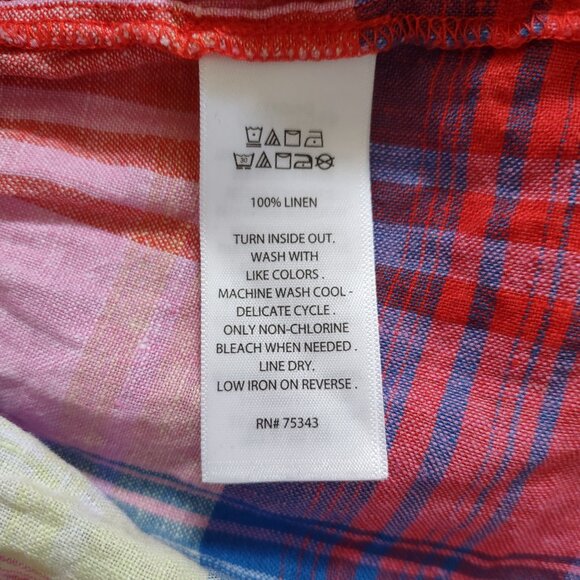 100% LINEN
TURN INSIDE OUT.
WASH WITH
LIKE COLORS .
MACHINE WASH COOL -
DELICATE CYCLE .
ONLY NON-CHLORINE
BLEACH WHEN NEEDED .
LINE DRY.
LOW IRON ON REVERSE .
RN# 75343